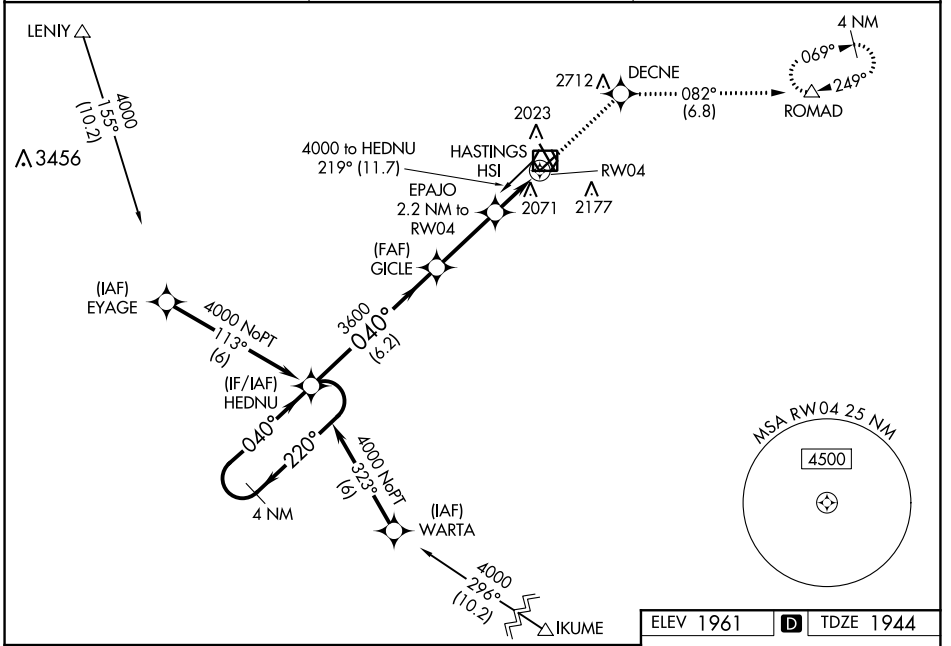 LENIY
4000
155°
(10.2)
3456
4 NM
069°
249°
ROMAD
2712
DECNE
082°
(6.8)
2023
4000 to HEDNU
219° (11.7)
HASTINGS
HSI
RW04
EPAJO
2.2 NM to
RW04
2071
2177
(FAF)
GICLE
(IAF)
EYAGE
4000 NoPT
113°
(6)
3600
040°
(6.2)
(IF/IAF)
HEDNU
040°
220°
4 NM
4000 NoPT
323°
(6)
(IAF)
WARTA
4000
296°
(10.2)
IKUME
MSA RW04 25 NM
4500
ELEV 1961
D
TDZE 1944